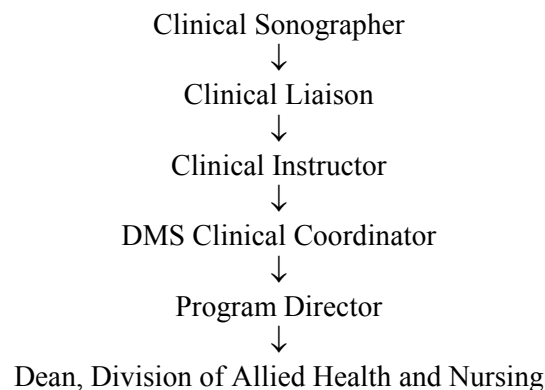 Clinical Sonographer
↓
Clinical Liaison
↓
Clinical Instructor
↓
DMS Clinical Coordinator
↓
Program Director
↓
Dean, Division of Allied Health and Nursing